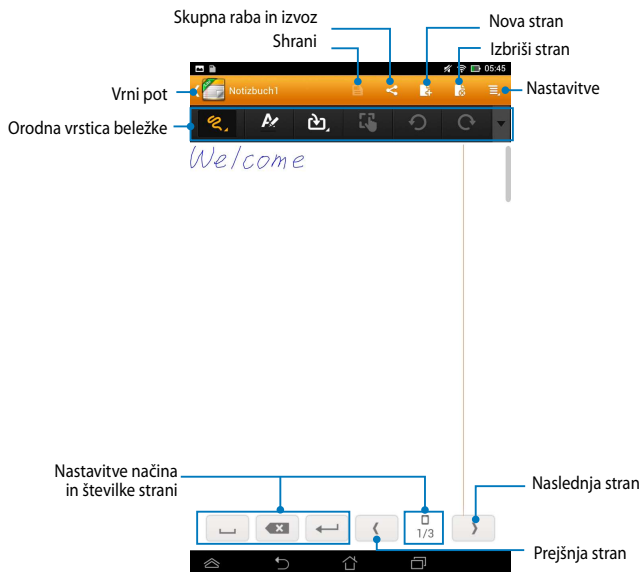 Skupna raba in izvoz
Shrani
Nova stran
Izbriši stran
Nastavitve
Vrni pot
05:45
Notizbuch1
Orodna vrstica beležke
Welcome
Nastavitve načina
in številke strani
Naslednja stran
1/3
Prejšnja stran